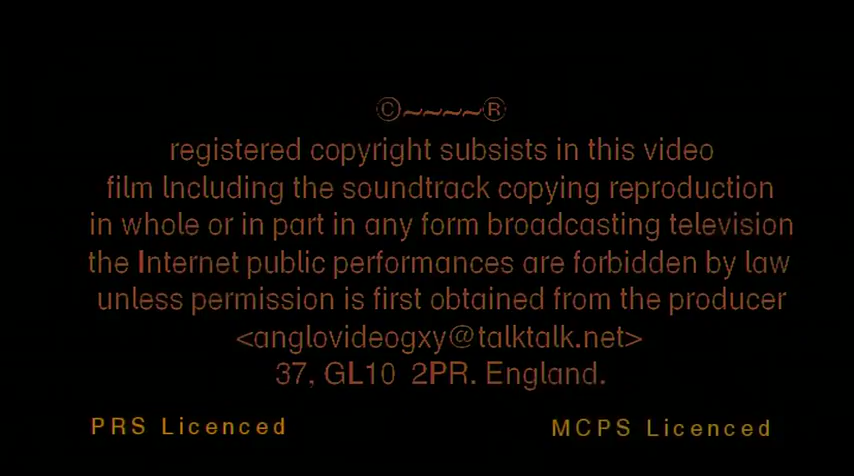 ©~~~~®
registered copyright subsists in this video
film Including the soundtrack copying reproduction
in whole or in part in any form broadcasting television
the Internet public performances are forbidden by law
unless permission is first obtained from the producer
<anglovideogxy@talktalk.net>
37, GL10 2PR. England.
PRS Licenced MCPS Licenced